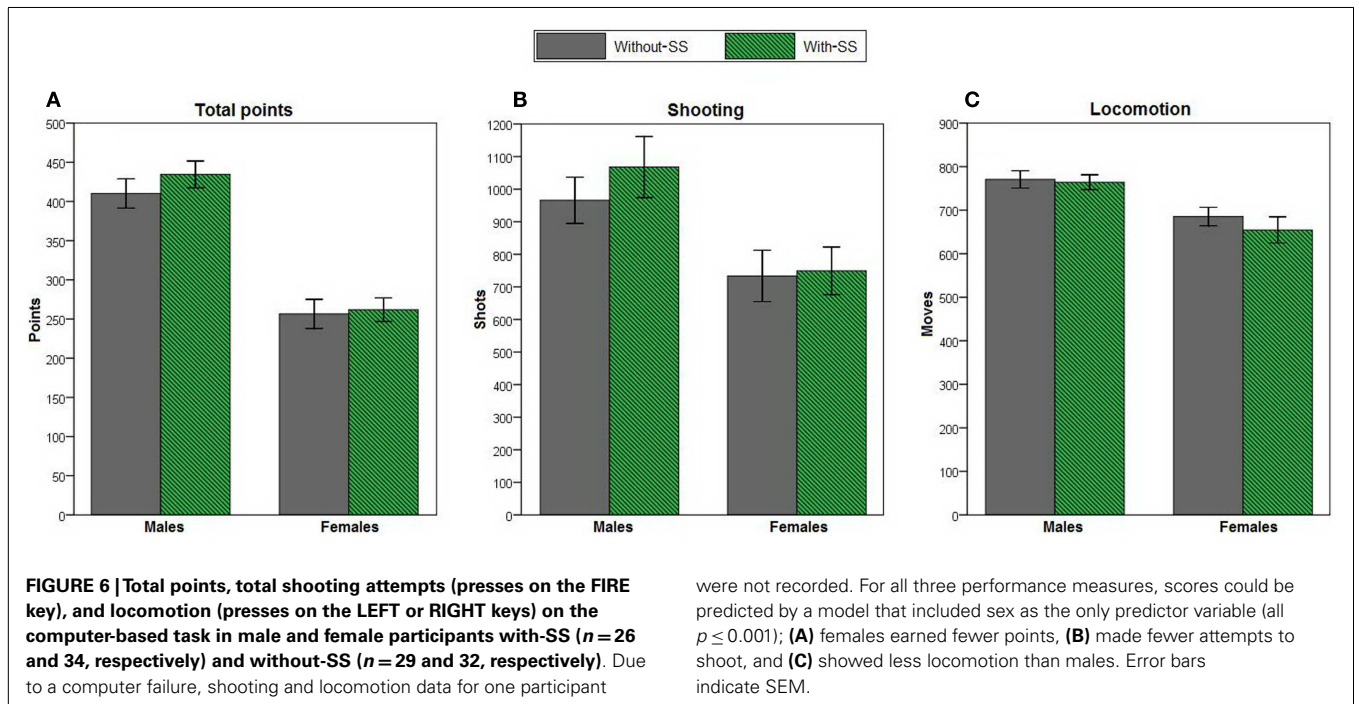 Without-SS With-SS
A
Total points
500
450
400
350
300
250
200
150
100
50
0
Points
Males Females
B
Shooting
1200
1100
1000
900
800
700
600
500
400
300
200
100
0
Shots
Males Females
C
Locomotion
900
800
700
600
500
400
300
200
100
0
Moves
Males Females
FIGURE 6 | Total points, total shooting attempts (presses on the FIRE
key), and locomotion (presses on the LEFT or RIGHT keys) on the
computer-based task in male and female participants with-SS (n = 26
and 34, respectively) and without-SS (n = 29 and 32, respectively). Due
to a computer failure, shooting and locomotion data for one participant
were not recorded. For all three performance measures, scores could be
predicted by a model that included sex as the only predictor variable (all
p ≤ 0.001); (A) females earned fewer points, (B) made fewer attempts to
shoot, and (C) showed less locomotion than males. Error bars
indicate SEM.